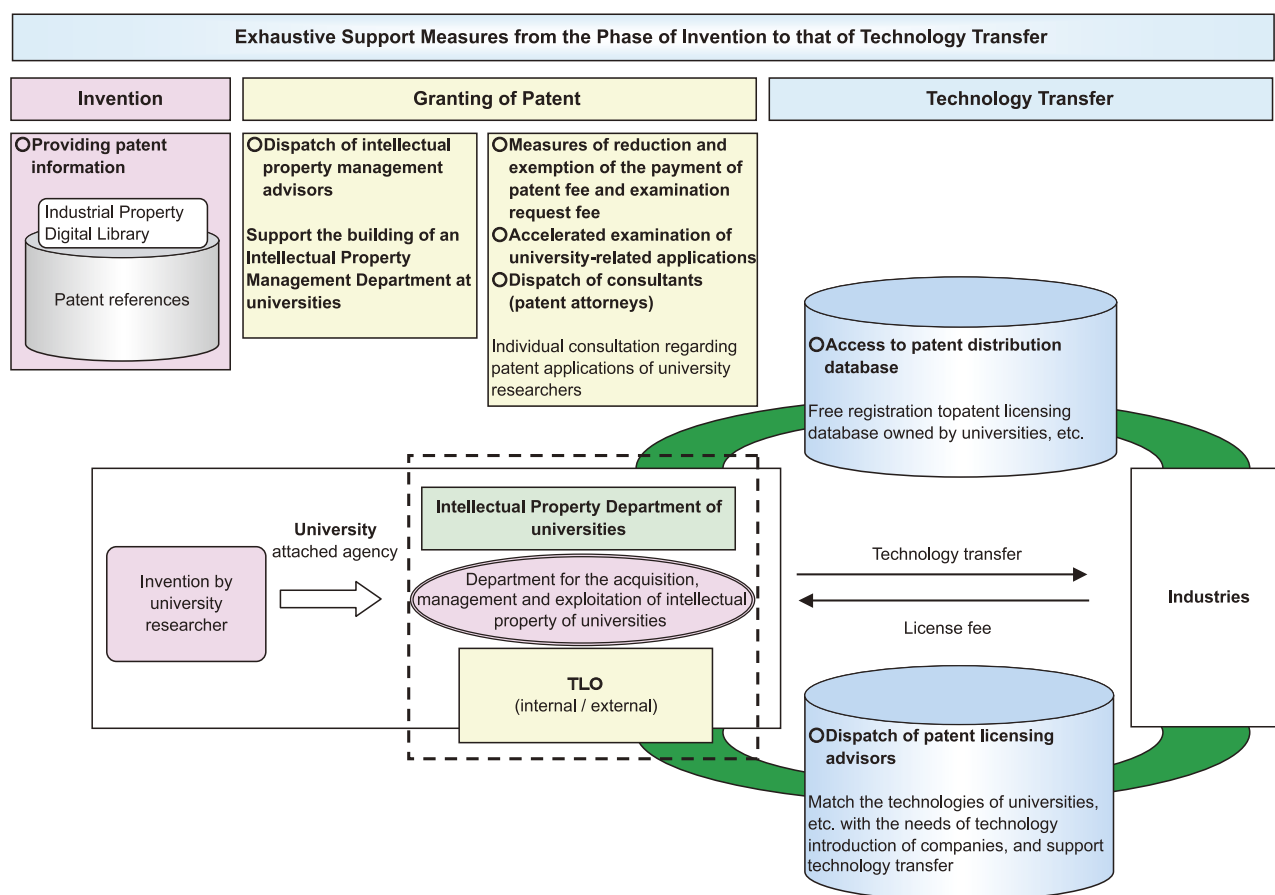 Exhaustive Support Measures from the Phase of Invention to that of Technology Transfer
Invention
Granting of Patent
Technology Transfer
Providing patent
information
Industrial Property
Digital Library
Patent references
Dispatch of intellectual
property management
advisors
Support the building of an
Intellectual Property
Management Department at
universities
Measures of reduction and
exemption of the payment of
patent fee and examination
request fee
Accelerated examination of
university-related applications
Dispatch of consultants
(patent attorneys)
Individual consultation regarding
patent applications of university
researchers
Access to patent distribution
database
Free registration topatent licensing
database owned by universities, etc.
Invention by
university
researcher
University
attached agency
Intellectual Property Department of
universities
Department for the acquisition,
management and exploitation of intellectual
property of universities
TLO
(internal / external)
Technology transfer
License fee
Industries
Dispatch of patent licensing
advisors
Match the technologies of universities,
etc. with the needs of technology
introduction of companies, and support
technology transfer